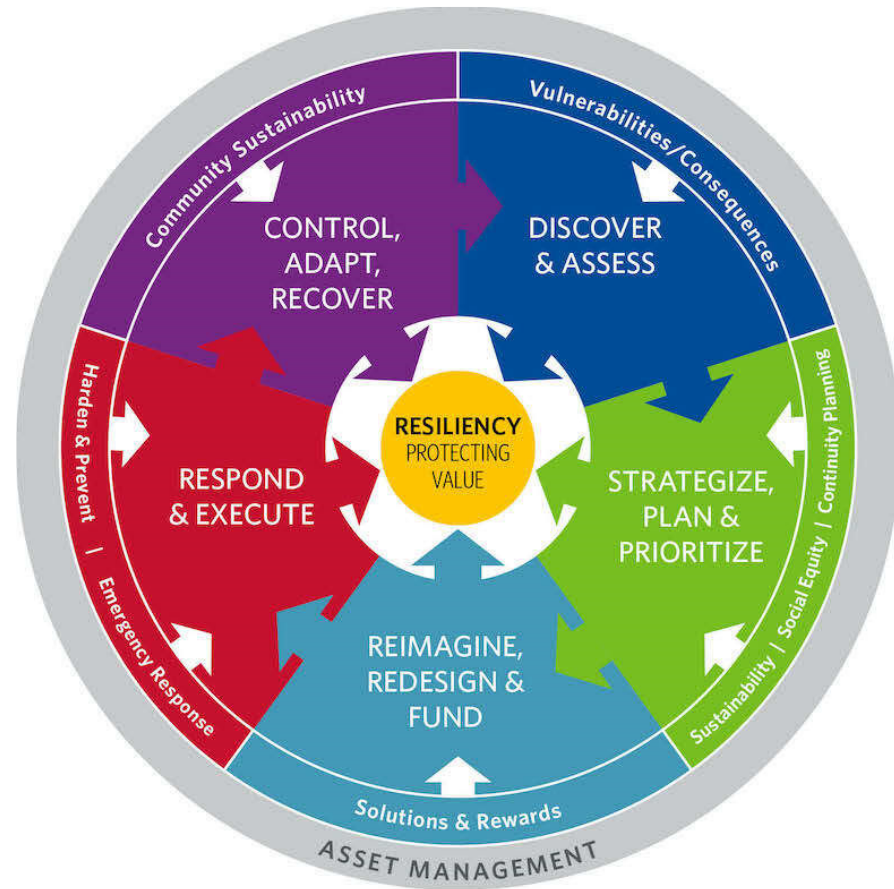 Community Sustainability
Vulnerabilities/Consequences
CONTROL,
ADAPT,
RECOVER
DISCOVER
& ASSESS
Harden & Prevent | Emergency Response
RESPOND
& EXECUTE
RESILIENCY
PROTECTING
VALUE
STRATEGIZE,
PLAN &
PRIORITIZE
Sustainability | Social Equity | Continuity Planning
REIMAGINE,
REDESIGN &
FUND
Solutions & Rewards
ASSET MANAGEMENT